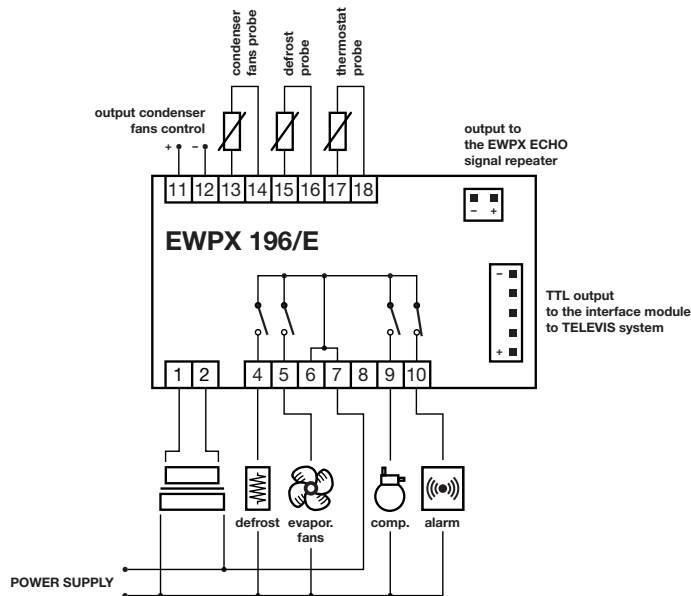 condenser
fans probe
defrost
probe
thermostat
probe
output condenser
fans control
+ −
output to
the EWPX ECHO
signal repeater
11 12 13 14 15 16 17 18
− +
EWPX 196/E
−
TTL output
to the interface module
to TELEVIS system
+
1 2 4 5 6 7 8 9 10
defrost
evapor.
fans
comp.
alarm
POWER SUPPLY